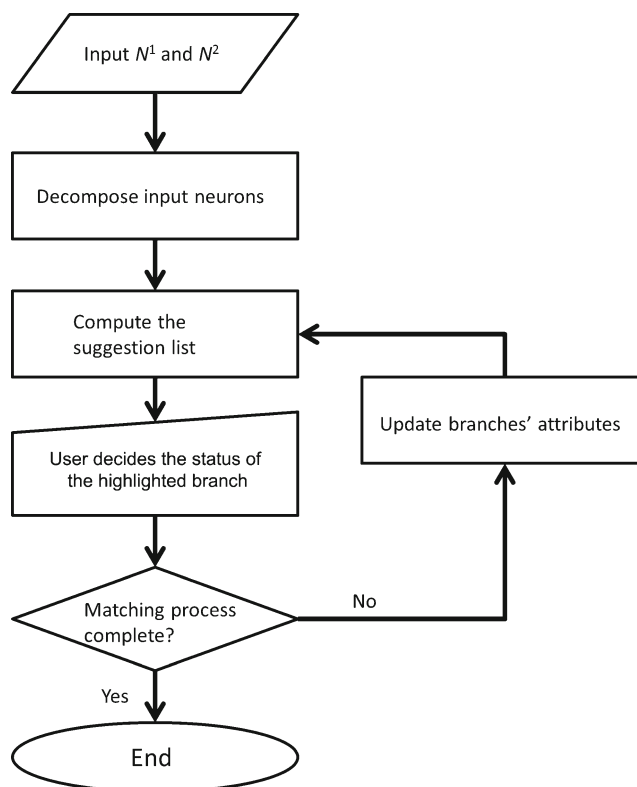 Input N¹ and N²
Decompose input neurons
Compute the
suggestion list
Update branches’ attributes
User decides the status of
the highlighted branch
Matching process
complete?
No
Yes
End